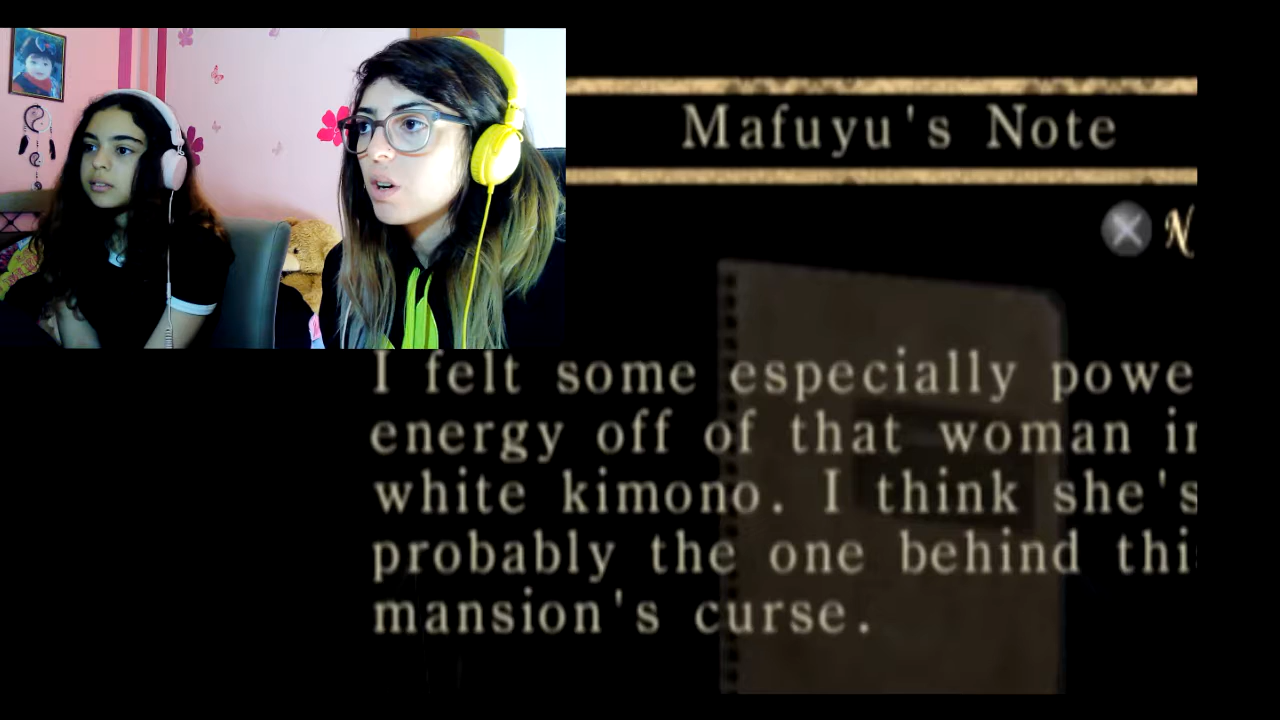 Mafuyu's Note
I felt some especially
energy off of that woman
white kimono. I think she's
probably the one behind
mansion's curse.